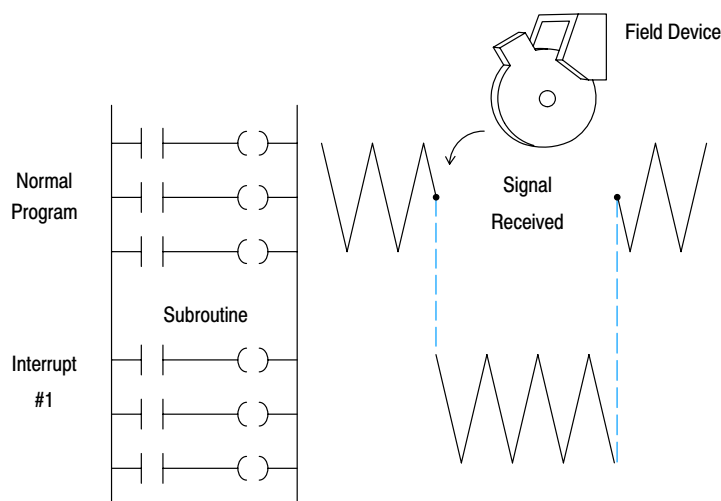 Field Device
Normal
Program
Signal
Received
Subroutine
Interrupt
#1